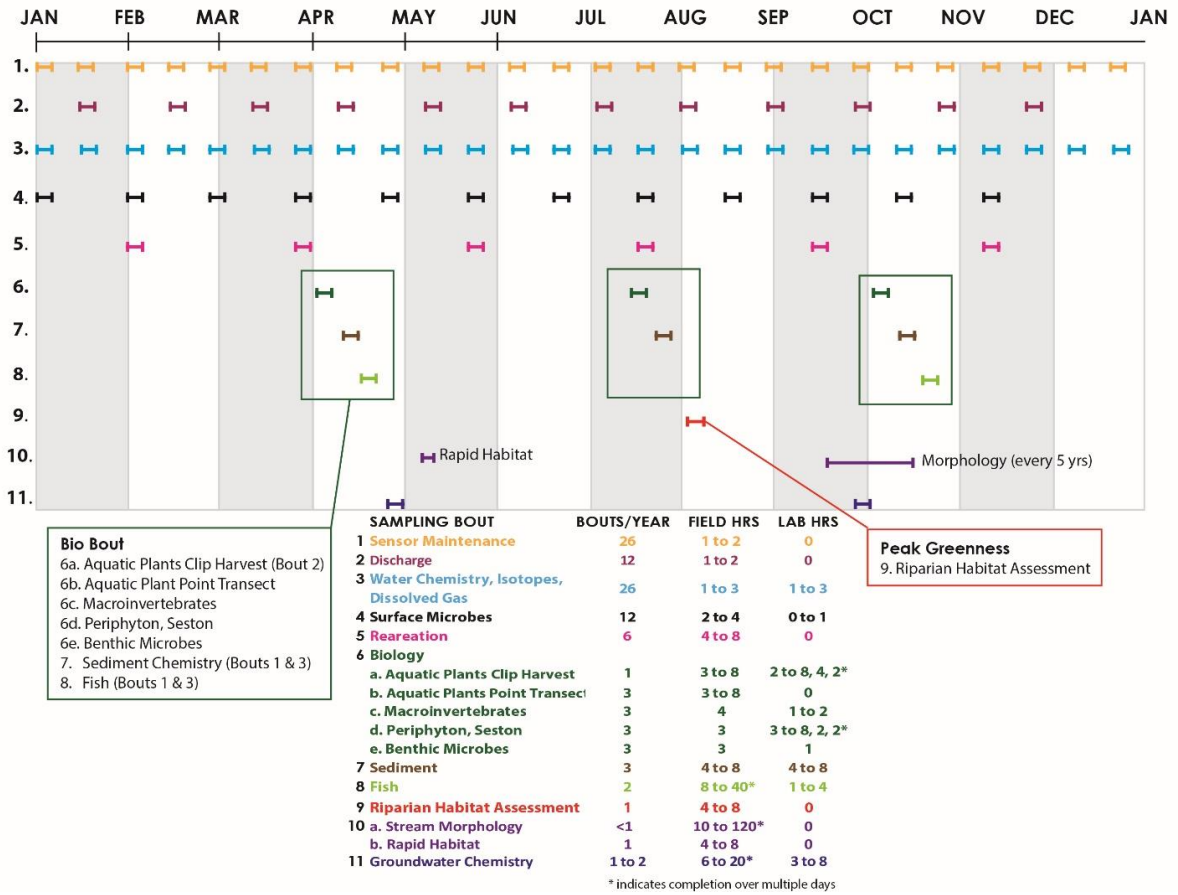 JAN FEB MAR APR MAY JUN JUL AUG SEP OCT NOV DEC JAN
1.
2.
3.
4.
5.
6.
7.
8.
9.
10. Rapid Habitat Morphology (every 5 yrs)
11.
Bio Bout
6a. Aquatic Plants Clip Harvest (Bout 2)
6b. Aquatic Plant Point Transect
6c. Macroinvertebrates
6d. Periphyton, Seston
6e. Benthic Microbes
7. Sediment Chemistry (Bouts 1 & 3)
8. Fish (Bouts 1 & 3)
SAMPLING BOUT BOUTS/YEAR FIELD HRS LAB HRS
1 Sensor Maintenance 26 1 to 2 0
2 Discharge 12 1 to 2 0
3 Water Chemistry, Isotopes,
Dissolved Gas 26 1 to 3 1 to 3
4 Surface Microbes 12 2 to 4 0 to 1
5 Reareation 6 4 to 8 0
6 Biology
a. Aquatic Plants Clip Harvest 1 3 to 8 2 to 8, 4, 2*
b. Aquatic Plants Point Transect 3 3 to 8 0
c. Macroinvertebrates 3 4 1 to 2
d. Periphyton, Seston 3 3 3 to 8, 2, 2*
e. Benthic Microbes 3 3 1
7 Sediment 3 4 to 8 4 to 8
8 Fish 2 8 to 40* 1 to 4
9 Riparian Habitat Assessment 1 4 to 8 0
10 a. Stream Morphology <1 10 to 120* 0
b. Rapid Habitat 1 4 to 8 0
11 Groundwater Chemistry 1 to 2 6 to 20* 3 to 8
* indicates completion over multiple days
Peak Greenness
9. Riparian Habitat Assessment